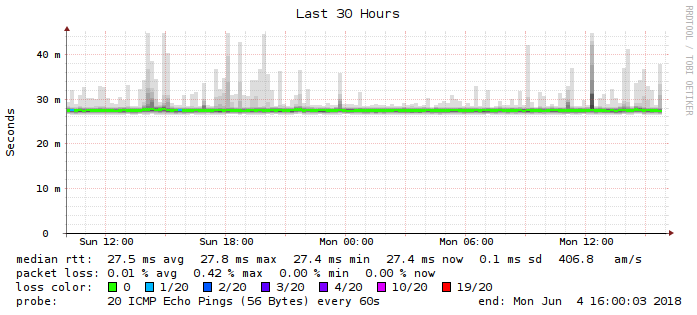 Last 30 Hours
RRDTOOL / TOBI OETIKER
Seconds
40 m
30 m
20 m
10 m
0
Sun 12:00 Sun 18:00 Mon 00:00 Mon 06:00 Mon 12:00
median rtt: 27.5 ms avg 27.8 ms max 27.4 ms min 27.4 ms now 0.1 ms sd 406.8 am/s
packet loss: 0.01 % avg 0.42 % max 0.00 % min 0.00 % now
loss color: 0 1/20 2/20 3/20 4/20 10/20 19/20
probe: 20 ICMP Echo Pings (56 Bytes) every 60s end: Mon Jun 4 16:00:03 2018